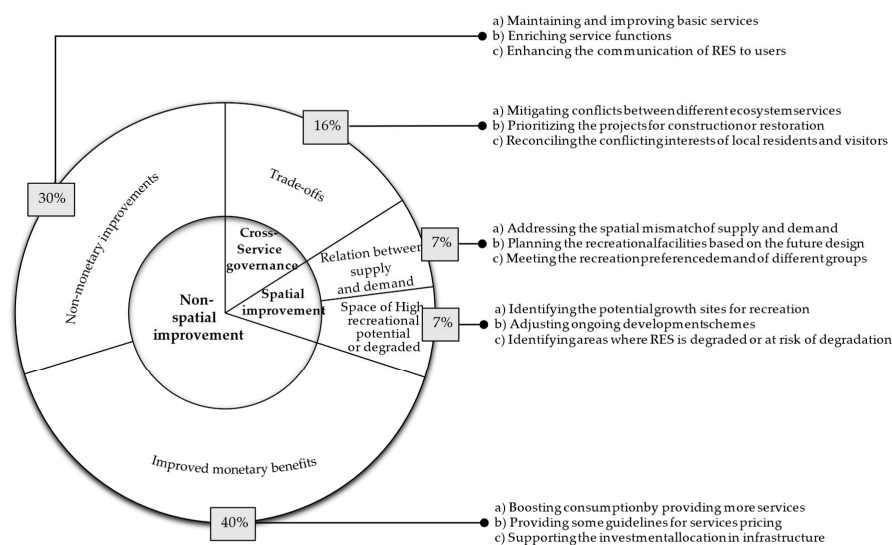 a) Maintaining and improving basic services
b) Enriching service functions
c) Enhancing the communication of RES to users
30%
Non-monetary improvements
16%
Trade-offs
a) Mitigating conflicts between different ecosystem services
b) Prioritizing the projects for construction or restoration
c) Reconciling the conflicting interests of local residents and visitors
Cross-
Service
governance
Relation between
supply
and demand
7%
a) Addressing the spatial mismatch of supply and demand
b) Planning the recreational facilities based on the future design
c) Meeting the recreation preference demand of different groups
Non-
spatial
improvement
Spatial
improvement
Space of High
recreational
potential
or degraded
7%
a) Identifying the potential growth sites for recreation
b) Adjusting ongoing development schemes
c) Identifying areas where RES is degraded or at risk of degradation
Improved monetary benefits
40%
a) Boosting consumption by providing more services
b) Providing some guidelines for services pricing
c) Supporting the investment allocation in infrastructure